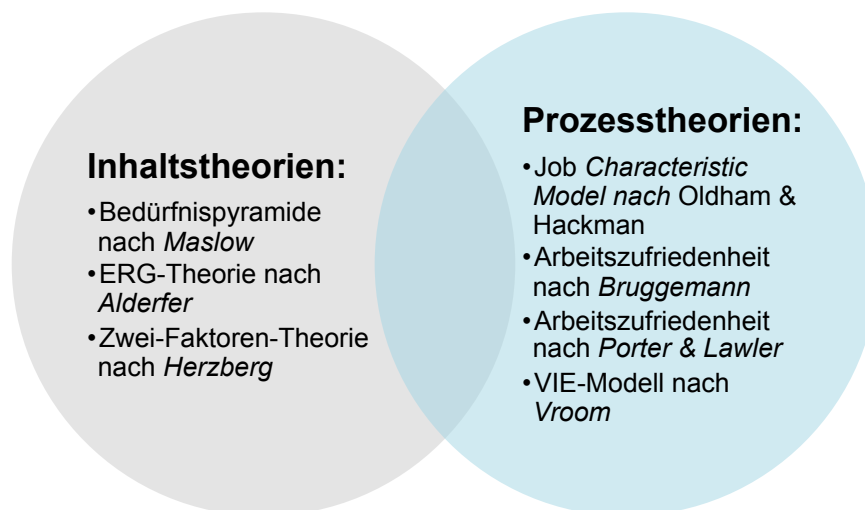 Inhaltstheorien:
•Bedürfnispyramide
nach Maslow
•ERG-Theorie nach
Alderfer
•Zwei-Faktoren-Theorie
nach Herzberg
Prozesstheorien:
•Job Characteristic
Model nach Oldham &
Hackman
•Arbeitszufriedenheit
nach Bruggemann
•Arbeitszufriedenheit
nach Porter & Lawler
•VIE-Modell nach
Vroom